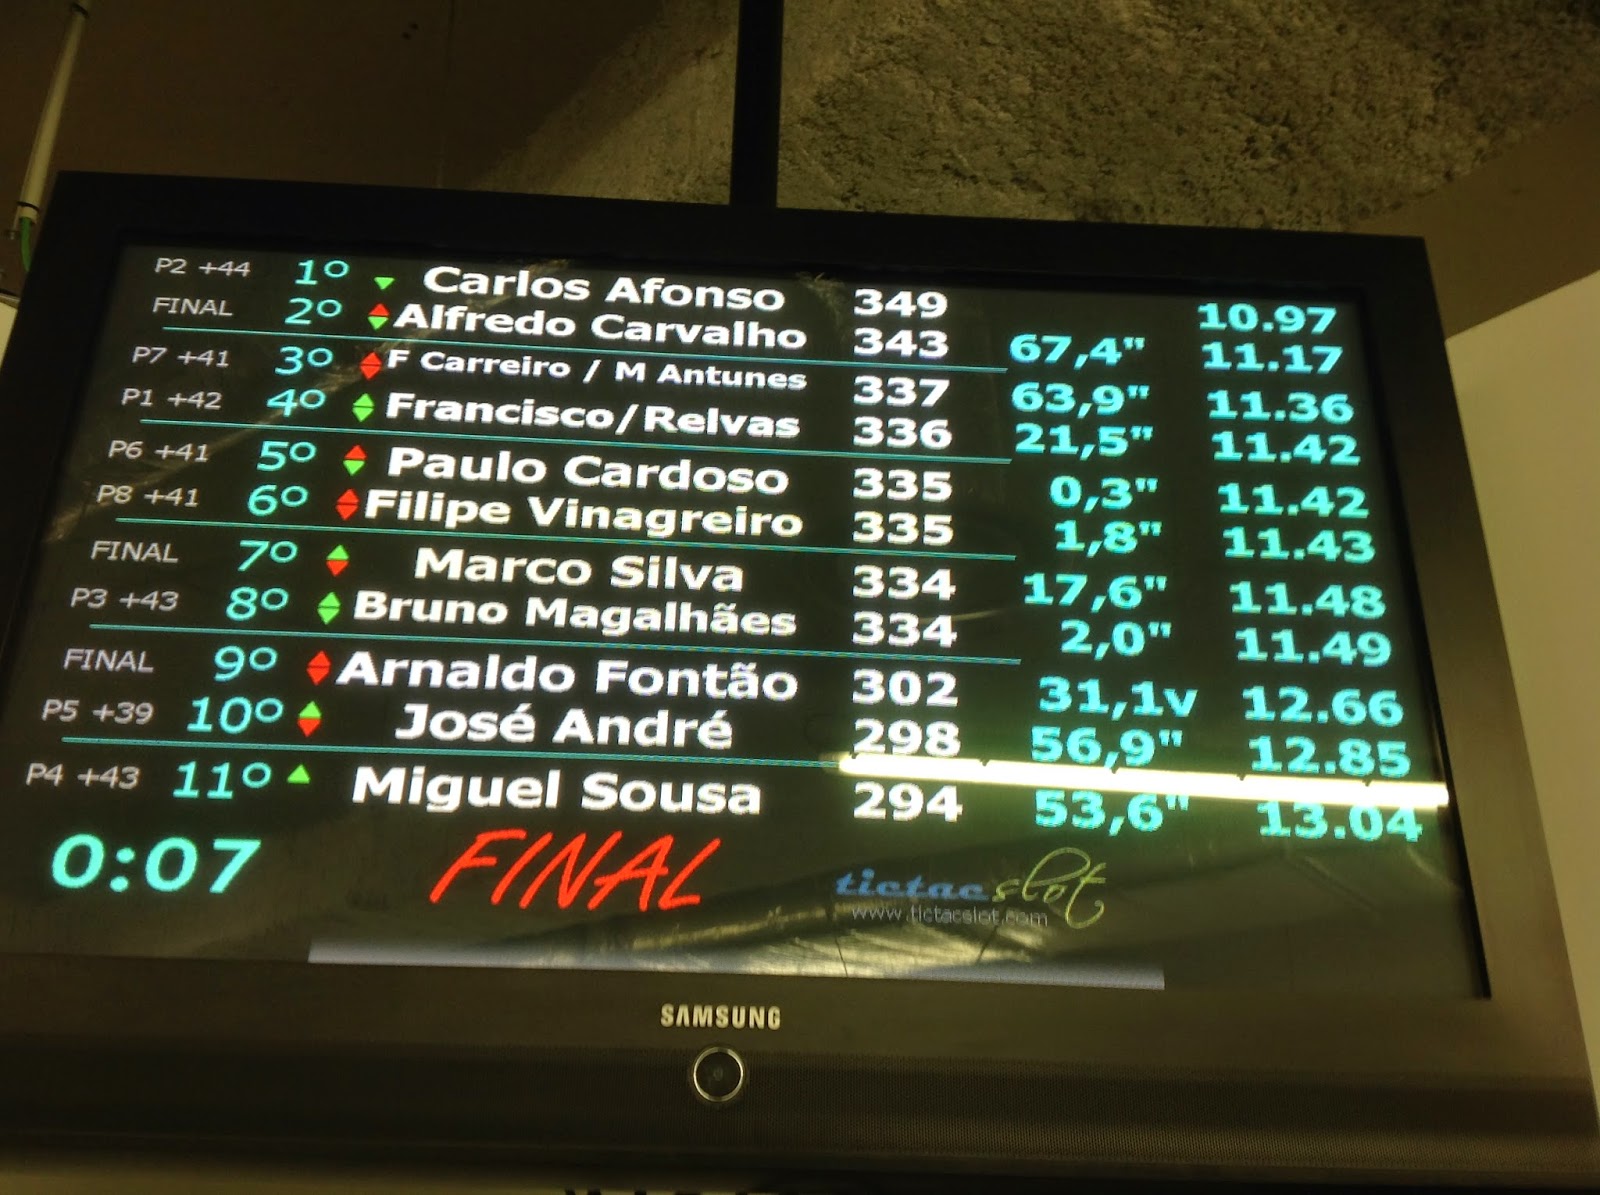 P2 +44 1º Carlos Afonso 349 10.97
FINAL 2º Alfredo Carvalho 343 67,4" 11.17
P7 +41 3º F Carreiro / M Antunes 337 63,9" 11.36
P1 +42 4º Francisco/Relvas 336 21,5" 11.42
P6 +41 5º Paulo Cardoso 335 0,3" 11.42
P8 +41 6º Filipe Vinagreiro 335 1,8" 11.43
FINAL 7º Marco Silva 334 17,6" 11.48
P3 +43 8º Bruno Magalhães 334 2,0" 11.49
FINAL 9º Arnaldo Fontão 302 31,1v 12.66
P5 +39 10º José André 298 56,9" 12.85
P4 +43 11º Miguel Sousa 294 53,6" 13.04
0:07 FINAL tictac slot
www.tictacslot.com
SAMSUNG